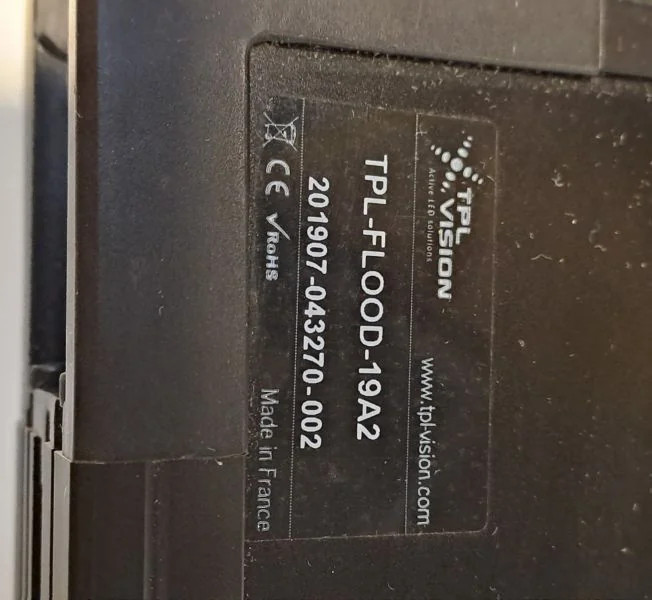 TPL
VISION
Active LED solutions
www.tpl-vision.com
TPL-FLOOD-19A2
201907-043270-002
CE ✓RoHS
Made in France